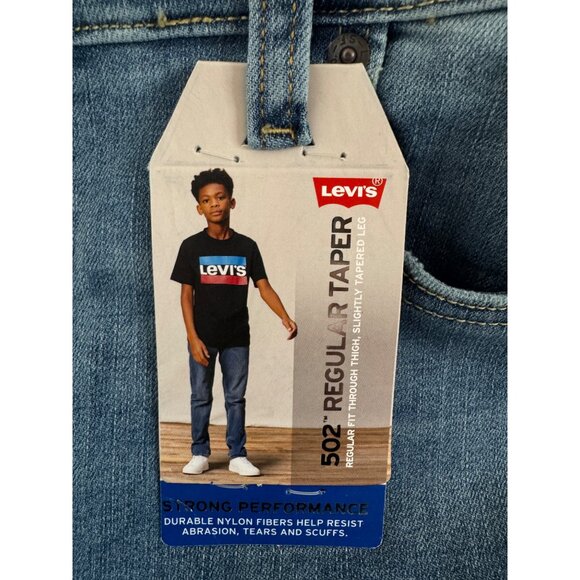 Levi's®
Levi's
502™ REGULAR TAPER
REGULAR FIT THROUGH THIGH, SLIGHTLY TAPERED LEG
STRONG PERFORMANCE
DURABLE NYLON FIBERS HELP RESIST
ABRASION, TEARS AND SCUFFS.